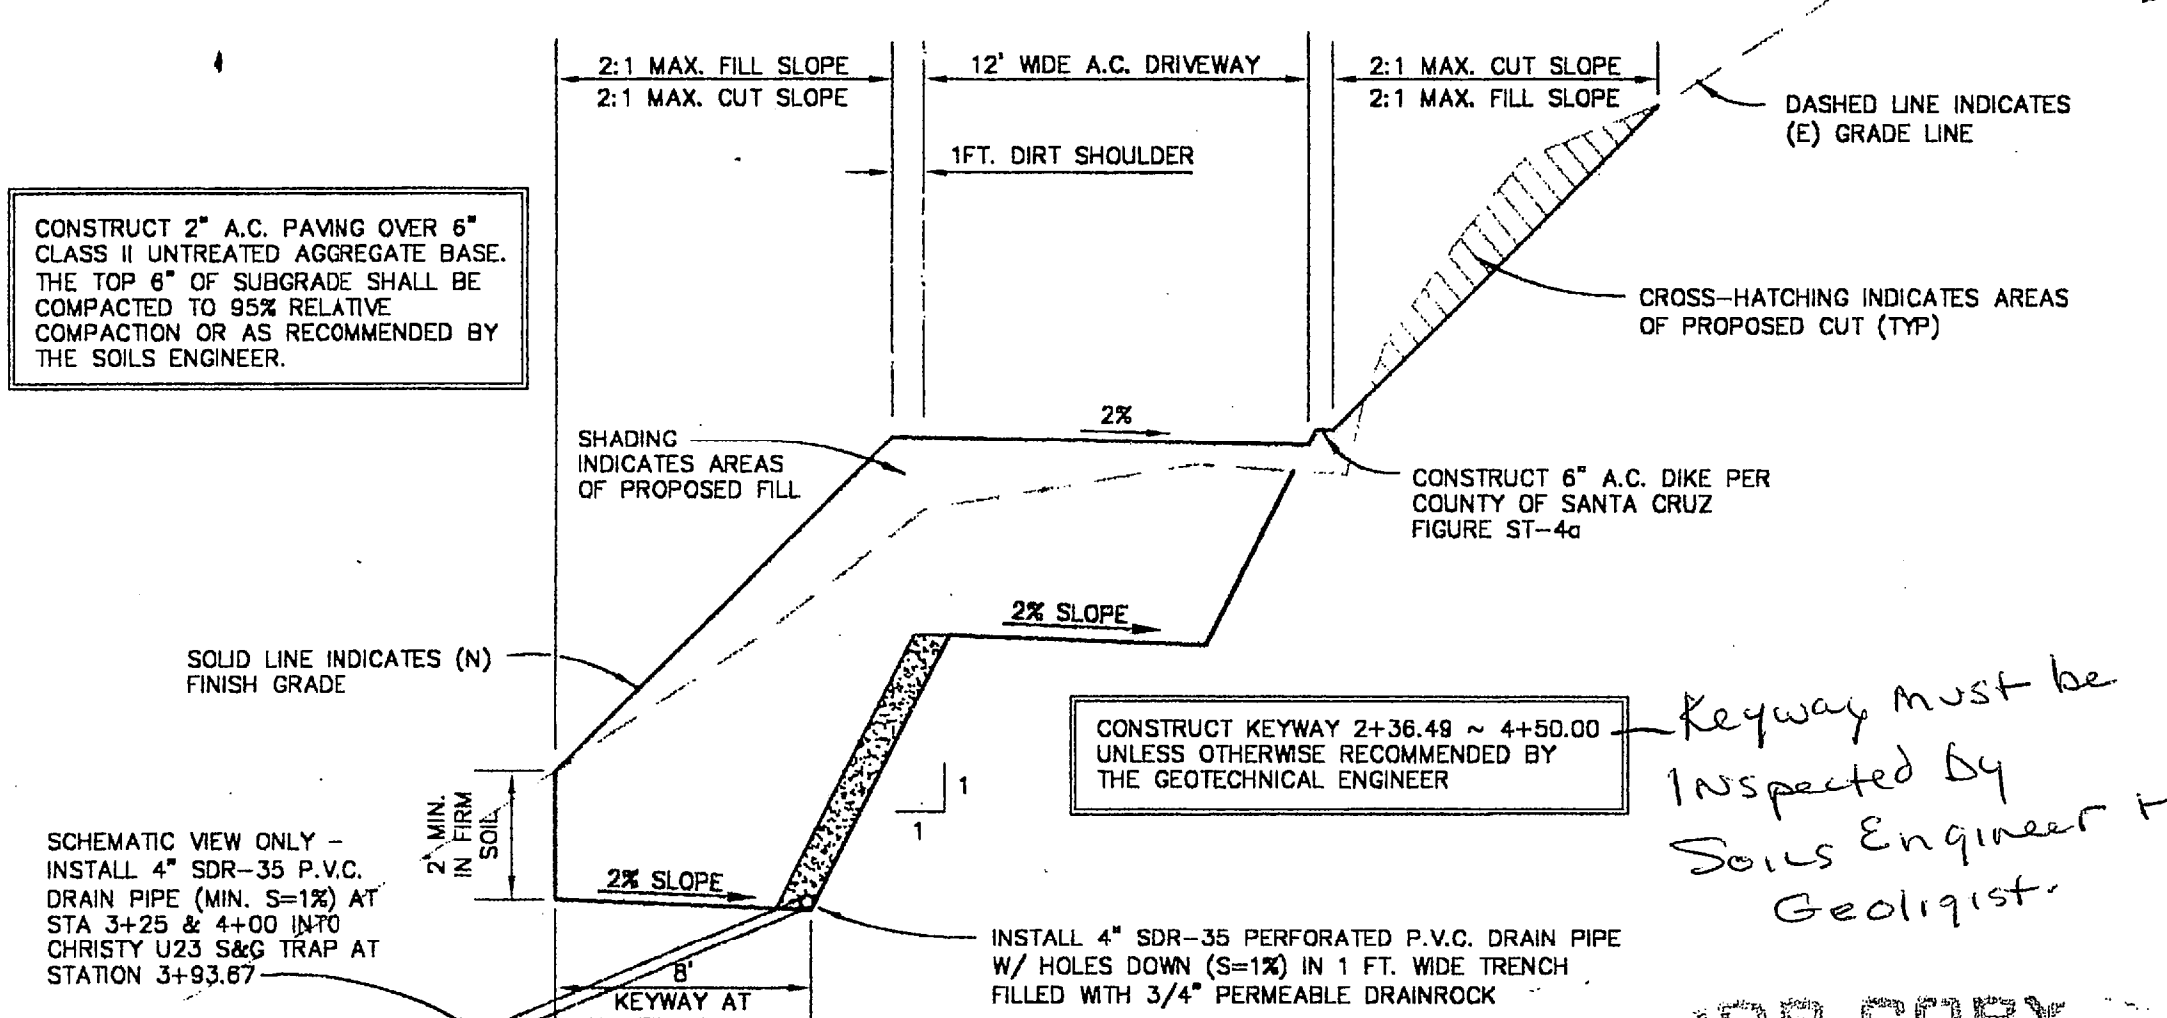 2:1 MAX. FILL SLOPE
2:1 MAX. CUT SLOPE
12' WIDE A.C. DRIVEWAY
2:1 MAX. CUT SLOPE
2:1 MAX. FILL SLOPE
DASHED LINE INDICATES
(E) GRADE LINE
1FT. DIRT SHOULDER
CONSTRUCT 2" A.C. PAVING OVER 6"
CLASS II UNTREATED AGGREGATE BASE.
THE TOP 6" OF SUBGRADE SHALL BE
COMPACTED TO 95% RELATIVE
COMPACTION OR AS RECOMMENDED BY
THE SOILS ENGINEER.
CROSS-HATCHING INDICATES AREAS
OF PROPOSED CUT (TYP)
2%
SHADING
INDICATES AREAS
OF PROPOSED FILL
CONSTRUCT 6" A.C. DIKE PER
COUNTY OF SANTA CRUZ
FIGURE ST-4a
2% SLOPE
SOLID LINE INDICATES (N)
FINISH GRADE
CONSTRUCT KEYWAY 2+36.49 ~ 4+50.00
UNLESS OTHERWISE RECOMMENDED BY
THE GEOTECHNICAL ENGINEER
Keyway must be
Inspected by
Soils Engineer +
Geoligist.
1
1
2' MIN.
IN FIRM
SOIL
SCHEMATIC VIEW ONLY -
INSTALL 4" SDR-35 P.V.C.
DRAIN PIPE (MIN. S=1%) AT
STA 3+25 & 4+00 INTO
CHRISTY U23 S&G TRAP AT
STATION 3+93.67
2% SLOPE
INSTALL 4" SDR-35 PERFORATED P.V.C. DRAIN PIPE
W/ HOLES DOWN (S=1%) IN 1 FT. WIDE TRENCH
FILLED WITH 3/4" PERMEABLE DRAINROCK
8'
KEYWAY AT
COPY